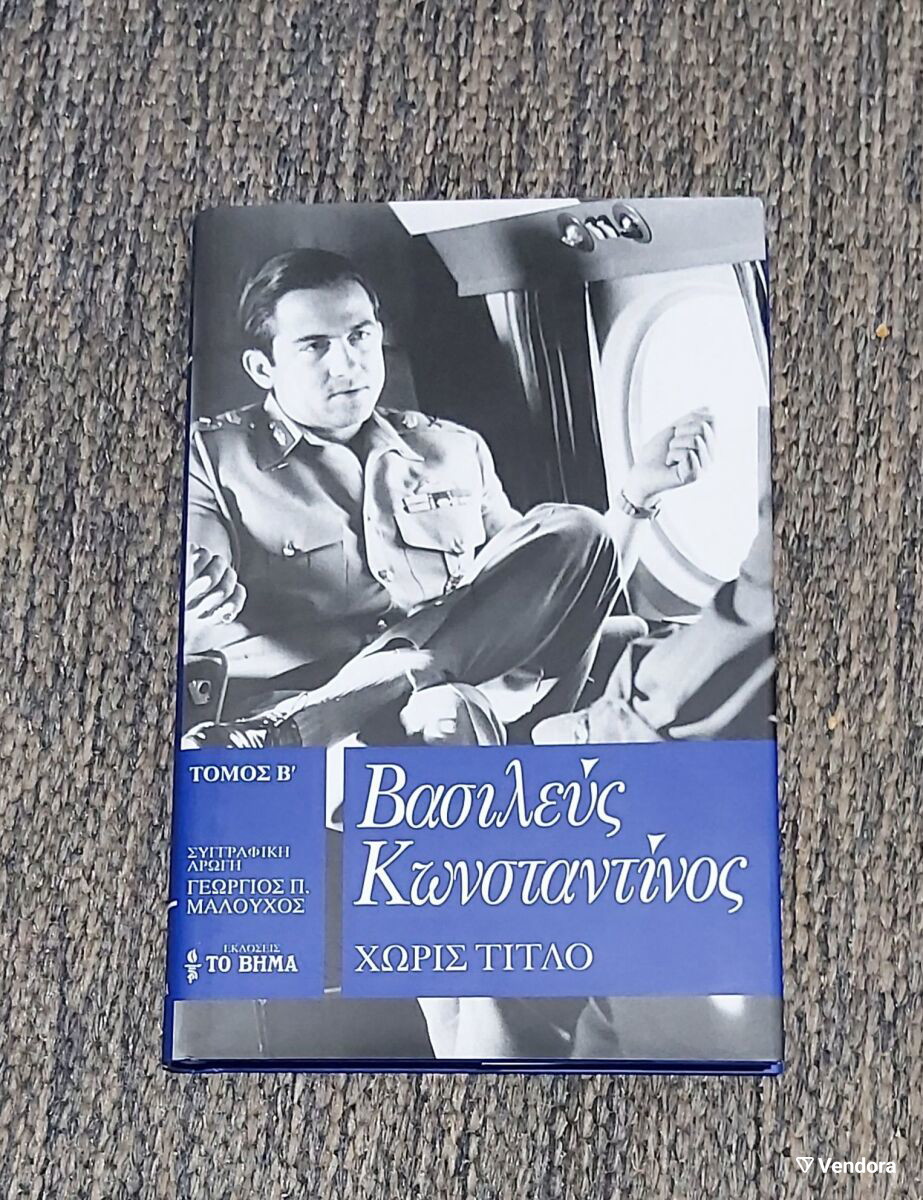 ΤΟΜΟΣ Β'
ΣΥΓΓΡΑΦΙΚΗ
ΑΡΩΓΗ
ΓΕΩΡΓΙΟΣ Π.
ΜΑΛΟΥΧΟΣ
ΕΚΔΟΣΕΙΣ
ΤΟ ΒΗΜΑ
Βασιλεύς
Κωνσταντίνος
ΧΩΡΙΣ ΤΙΤΛΟ
Vendora